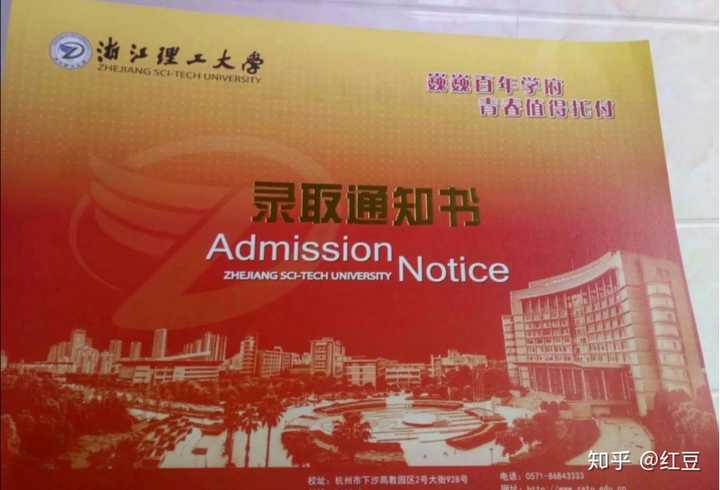 浙江理工大学
ZHEJIANG SCI-TECH UNIVERSITY
巍巍百年学府
青春值得托付
录取通知书
Admission
ZHEJIANG SCI-TECH UNIVERSITY
Notice
校址：杭州市下沙高教园区2号大街928号
电话：0571-86843333
知乎 @红豆